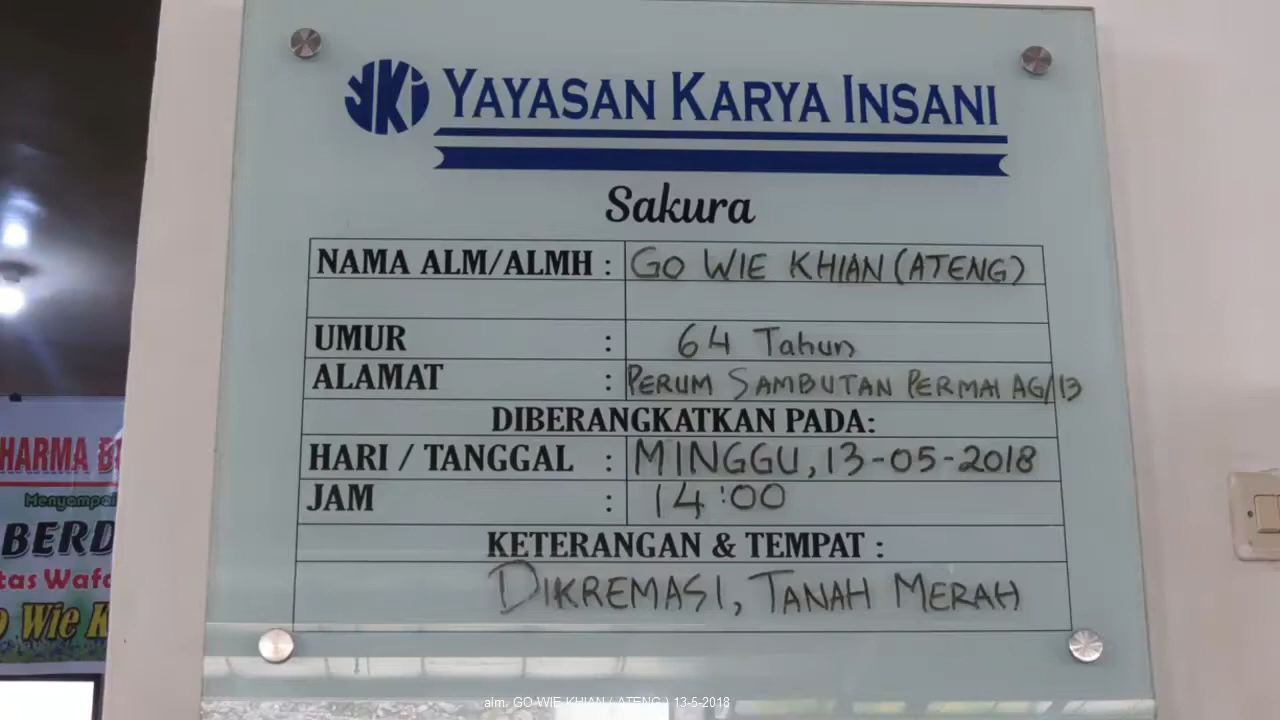 YKI YAYASAN KARYA INSANI
Sakura
NAMA ALM/ALMH : GO WIE KHIAN (ATENG)
UMUR : 64 Tahun
ALAMAT : PERUM SAMBUTAN PERMAI AG/13
DIBERANGKATKAN PADA:
HARI / TANGGAL : MINGGU, 13-05-2018
JAM : 14:00
KETERANGAN & TEMPAT :
DIKREMASI, TANAH MERAH
HARMA
BERD
tas Wafa
Wie K
alm. GO WIE KHIAN ( ATENG ) 13-5-2018